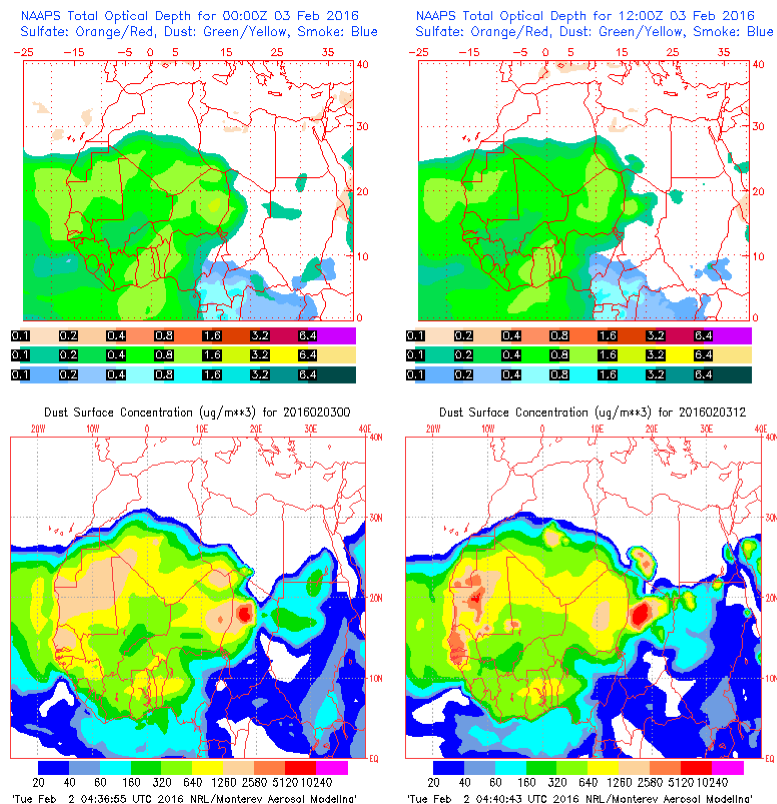 NAAPS Total Optical Depth for 00:00Z 03 Feb 2016
Sulfate: Orange/Red, Dust: Green/Yellow, Smoke: Blue
-25 -15 -5 0 5 15 25 35
40
30
20
10
0
0.1 0.2 0.4 0.8 1.6 3.2 6.4
0.1 0.2 0.4 0.8 1.6 3.2 6.4
0.1 0.2 0.4 0.8 1.6 3.2 6.4
NAAPS Total Optical Depth for 12:00Z 03 Feb 2016
Sulfate: Orange/Red, Dust: Green/Yellow, Smoke: Blue
-25 -15 -5 0 5 15 25 35
40
30
20
10
0
0.1 0.2 0.4 0.8 1.6 3.2 6.4
0.1 0.2 0.4 0.8 1.6 3.2 6.4
0.1 0.2 0.4 0.8 1.6 3.2 6.4
Dust Surface Concentration (ug/m**3) for 2016020300
20W 10W 0 10E 20E 30E 40E
40N
30N
20N
10N
EQ
20 40 80 160 320 640 1280 2580 5120 10240
'Tue Feb 2 04:36:55 UTC 2016 NRL/Monterey Aerosol Modeling'
Dust Surface Concentration (ug/m**3) for 2016020312
20W 10W 0 10E 20E 30E 40E
40N
30N
20N
10N
EQ
20 40 80 160 320 640 1280 2580 5120 10240
'Tue Feb 2 04:40:43 UTC 2016 NRL/Monterey Aerosol Modeling'